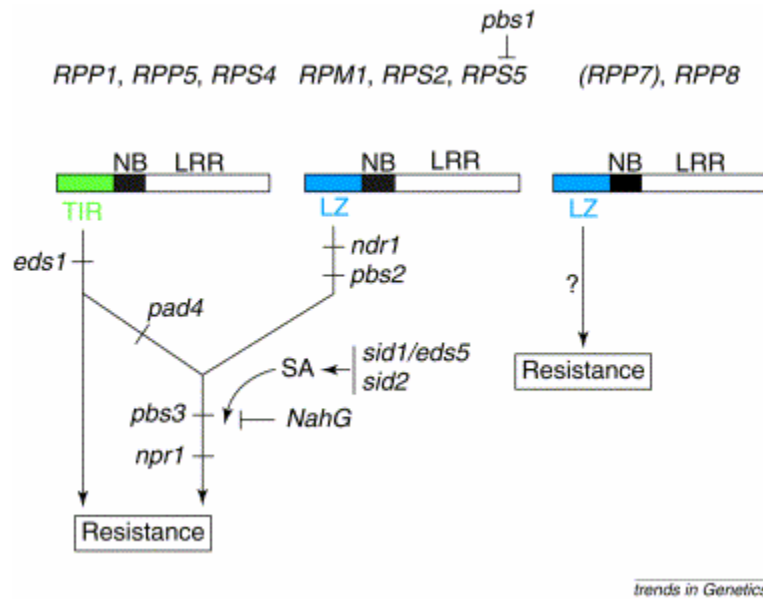 pbs1
RPP1, RPP5, RPS4
RPM1, RPS2, RPS5
(RPP7), RPP8
NB LRR
NB LRR
NB LRR
TIR
LZ
LZ
eds1
ndr1
pbs2
?
pad4
SA
sid1/eds5
sid2
Resistance
pbs3
NahG
npr1
Resistance
trends in Genetics